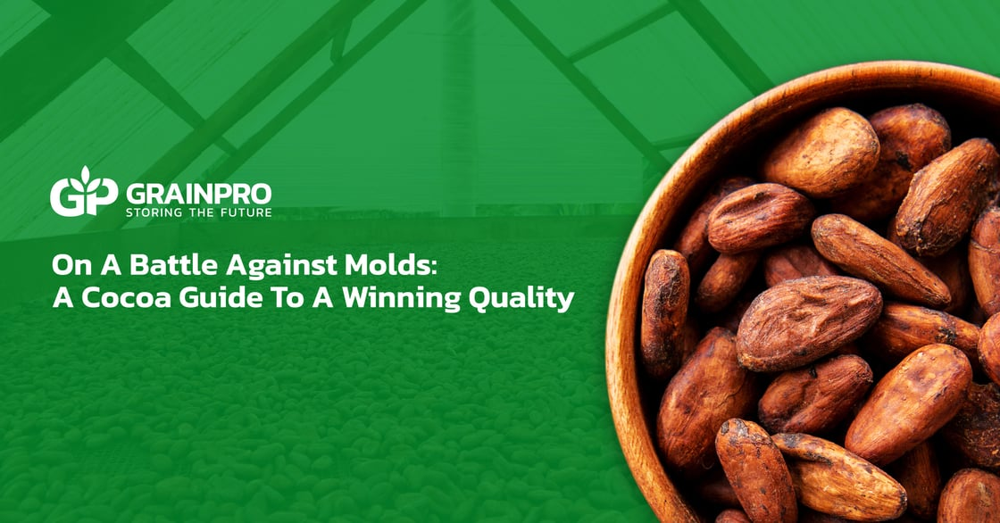 GP GRAINPRO
STORING THE FUTURE
On A Battle Against Molds:
A Cocoa Guide To A Winning Quality